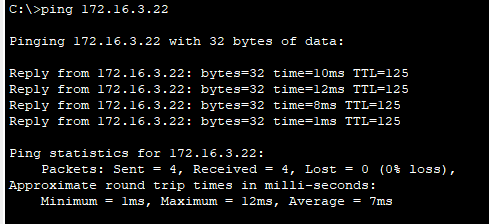 C:\>ping 172.16.3.22
Pinging 172.16.3.22 with 32 bytes of data:
Reply from 172.16.3.22: bytes=32 time=10ms TTL=125
Reply from 172.16.3.22: bytes=32 time=12ms TTL=125
Reply from 172.16.3.22: bytes=32 time=8ms TTL=125
Reply from 172.16.3.22: bytes=32 time=1ms TTL=125
Ping statistics for 172.16.3.22:
    Packets: Sent = 4, Received = 4, Lost = 0 (0% loss),
Approximate round trip times in milli-seconds:
    Minimum = 1ms, Maximum = 12ms, Average = 7ms